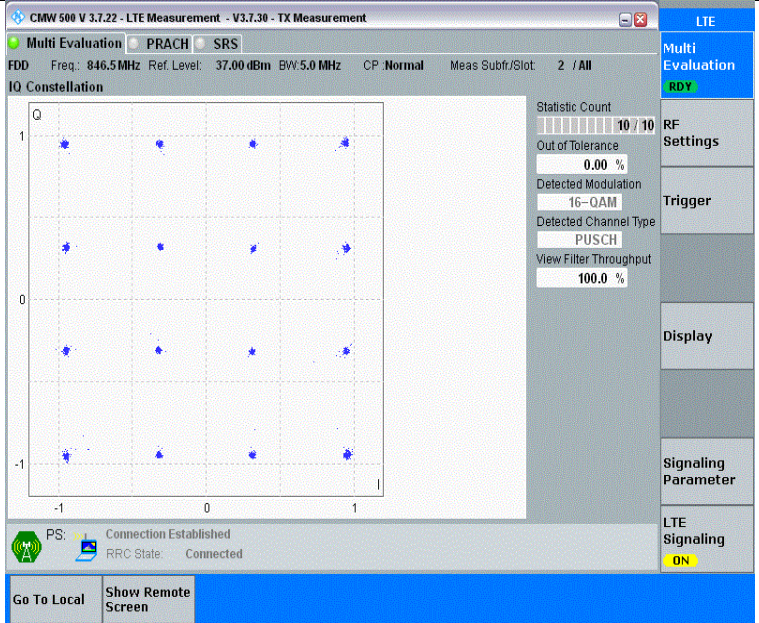 CMW 500 V 3.7.22 - LTE Measurement - V3.7.30 - TX Measurement
LTE
Multi Evaluation PRACH SRS
Multi
Evaluation
RDY
FDD Freq.: 846.5 MHz Ref. Level: 37.00 dBm BW:5.0 MHz CP :Normal Meas Subfr./Slot: 2 / All
IQ Constellation
Q
1
0
-1
-1 0 1
I
Statistic Count
10 / 10
Out of Tolerance
0.00 %
Detected Modulation
16-QAM
Detected Channel Type
PUSCH
View Filter Throughput
100.0 %
RF
Settings
Trigger
Display
Signaling
Parameter
LTE
Signaling
ON
PS: Connection Established
RRC State: Connected
Go To Local
Show Remote
Screen